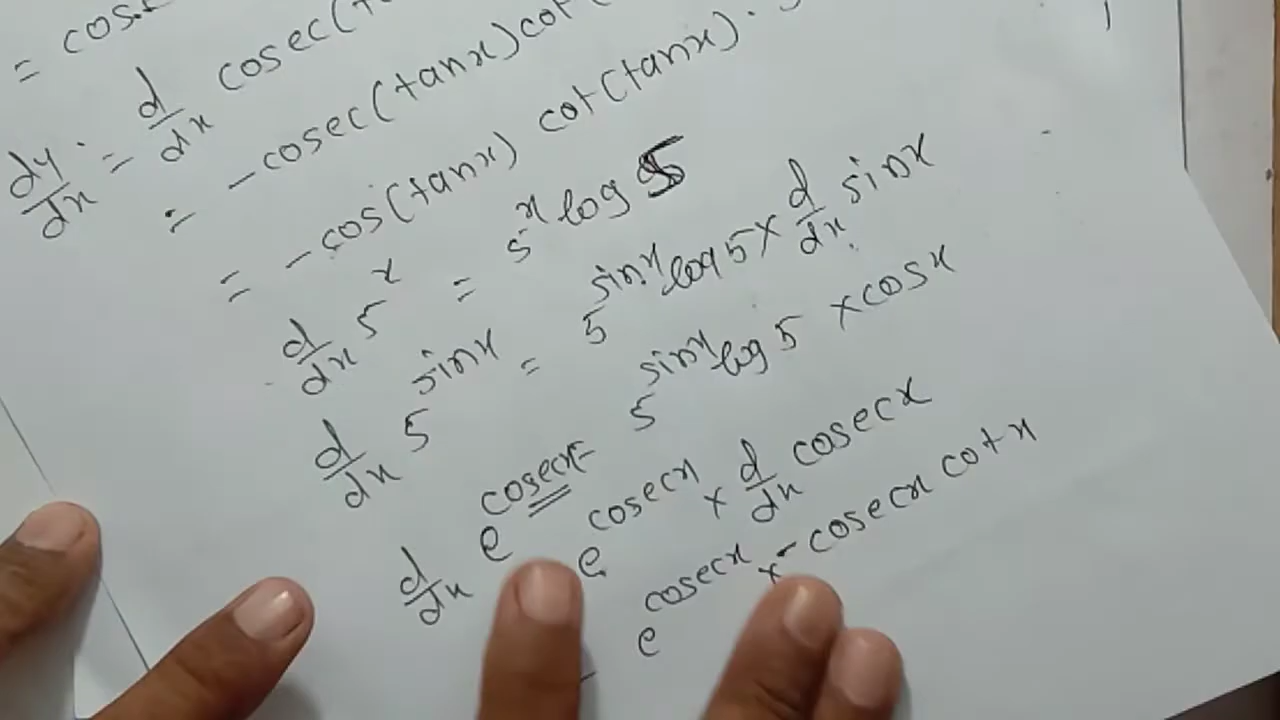 = cos
dy/dx = d/dx cosec(
= -cosec(tanx)cot(
= -cos(tanx) cot(tanx).
d/dx 5^x = 5^x log 5
d/dx 5^sinx = 5^sinx log 5 × d/dx sinx
5^sinx log 5 × cosx
d/dx e^cosecx = e^cosecx × d/dx cosecx
= e^cosecx × -cosecx cotx